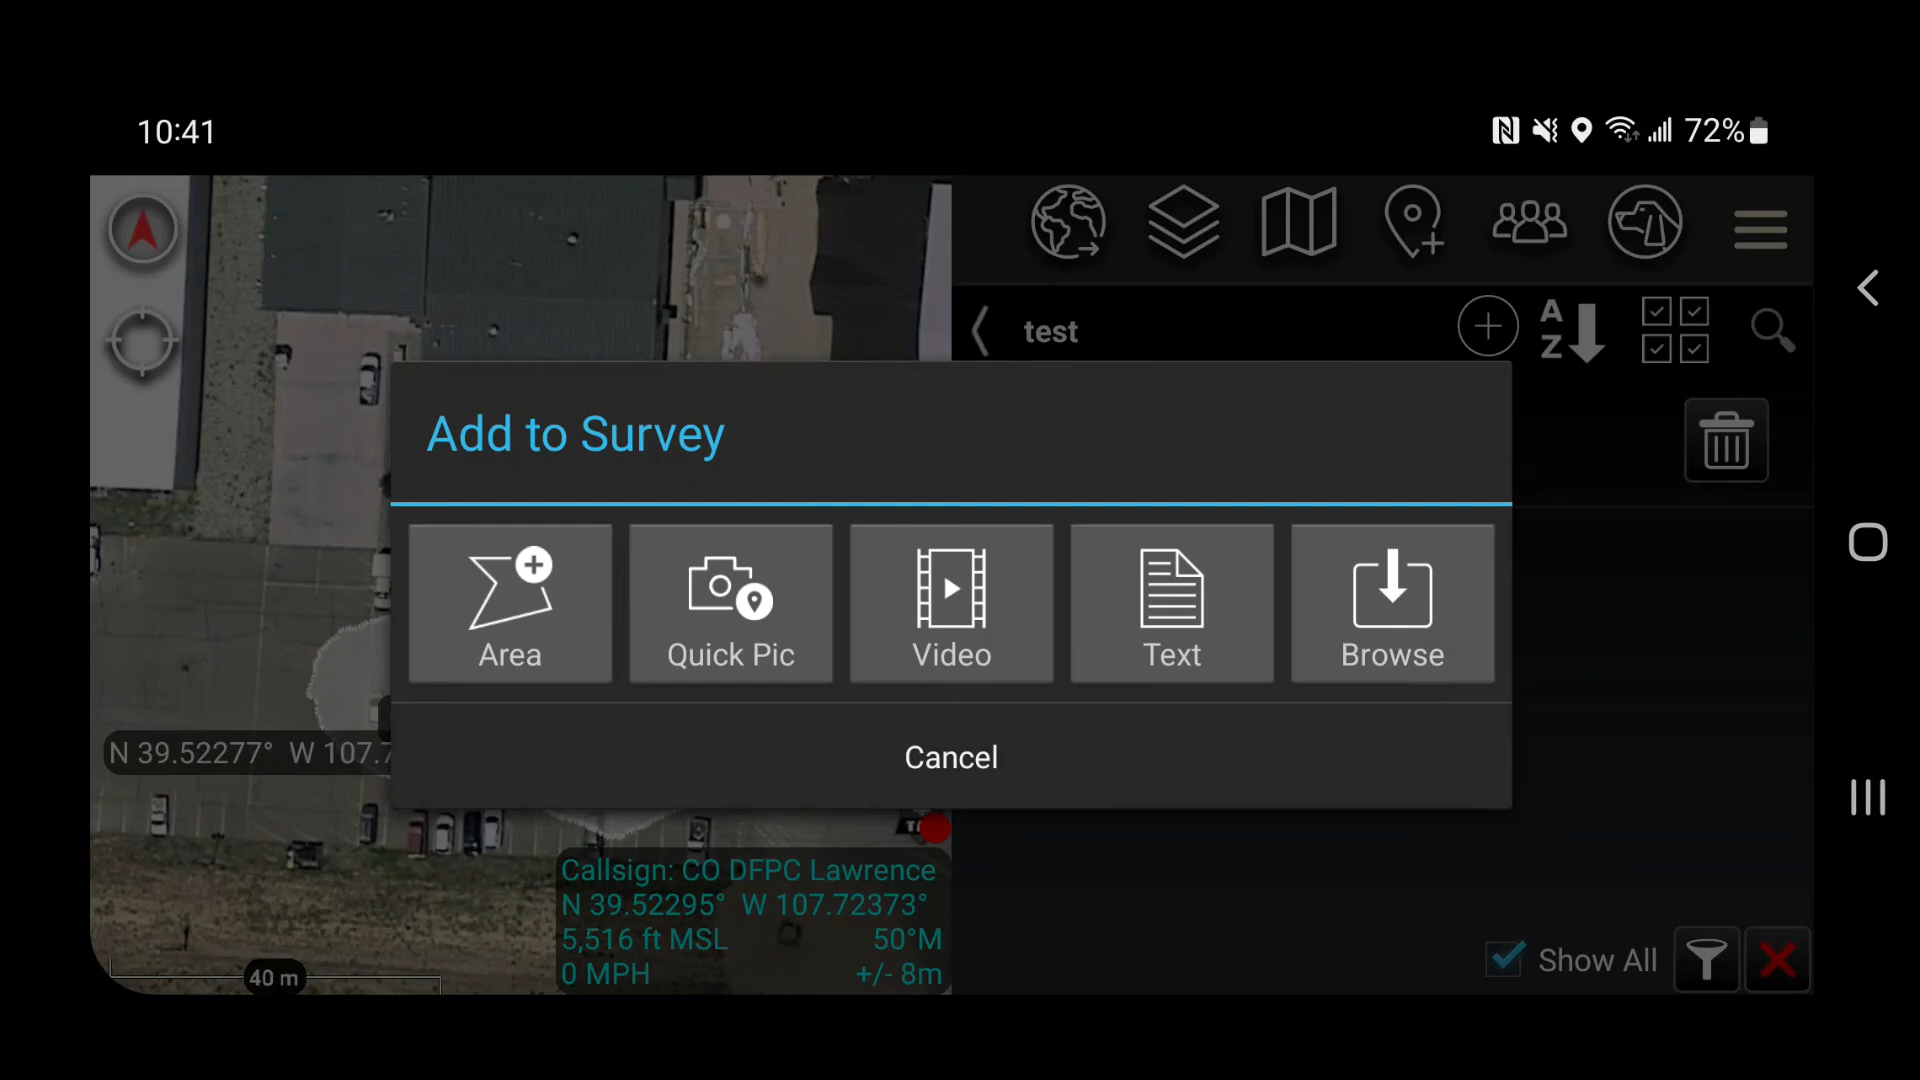 10:41
72%
test
A
Z
Add to Survey
Area
Quick Pic
Video
Text
Browse
N 39.52277° W 107.7
Cancel
Callsign: CO DFPC Lawrence
N 39.52295° W 107.72373°
5,516 ft MSL 50°M
0 MPH +/- 8m
40 m
Show All